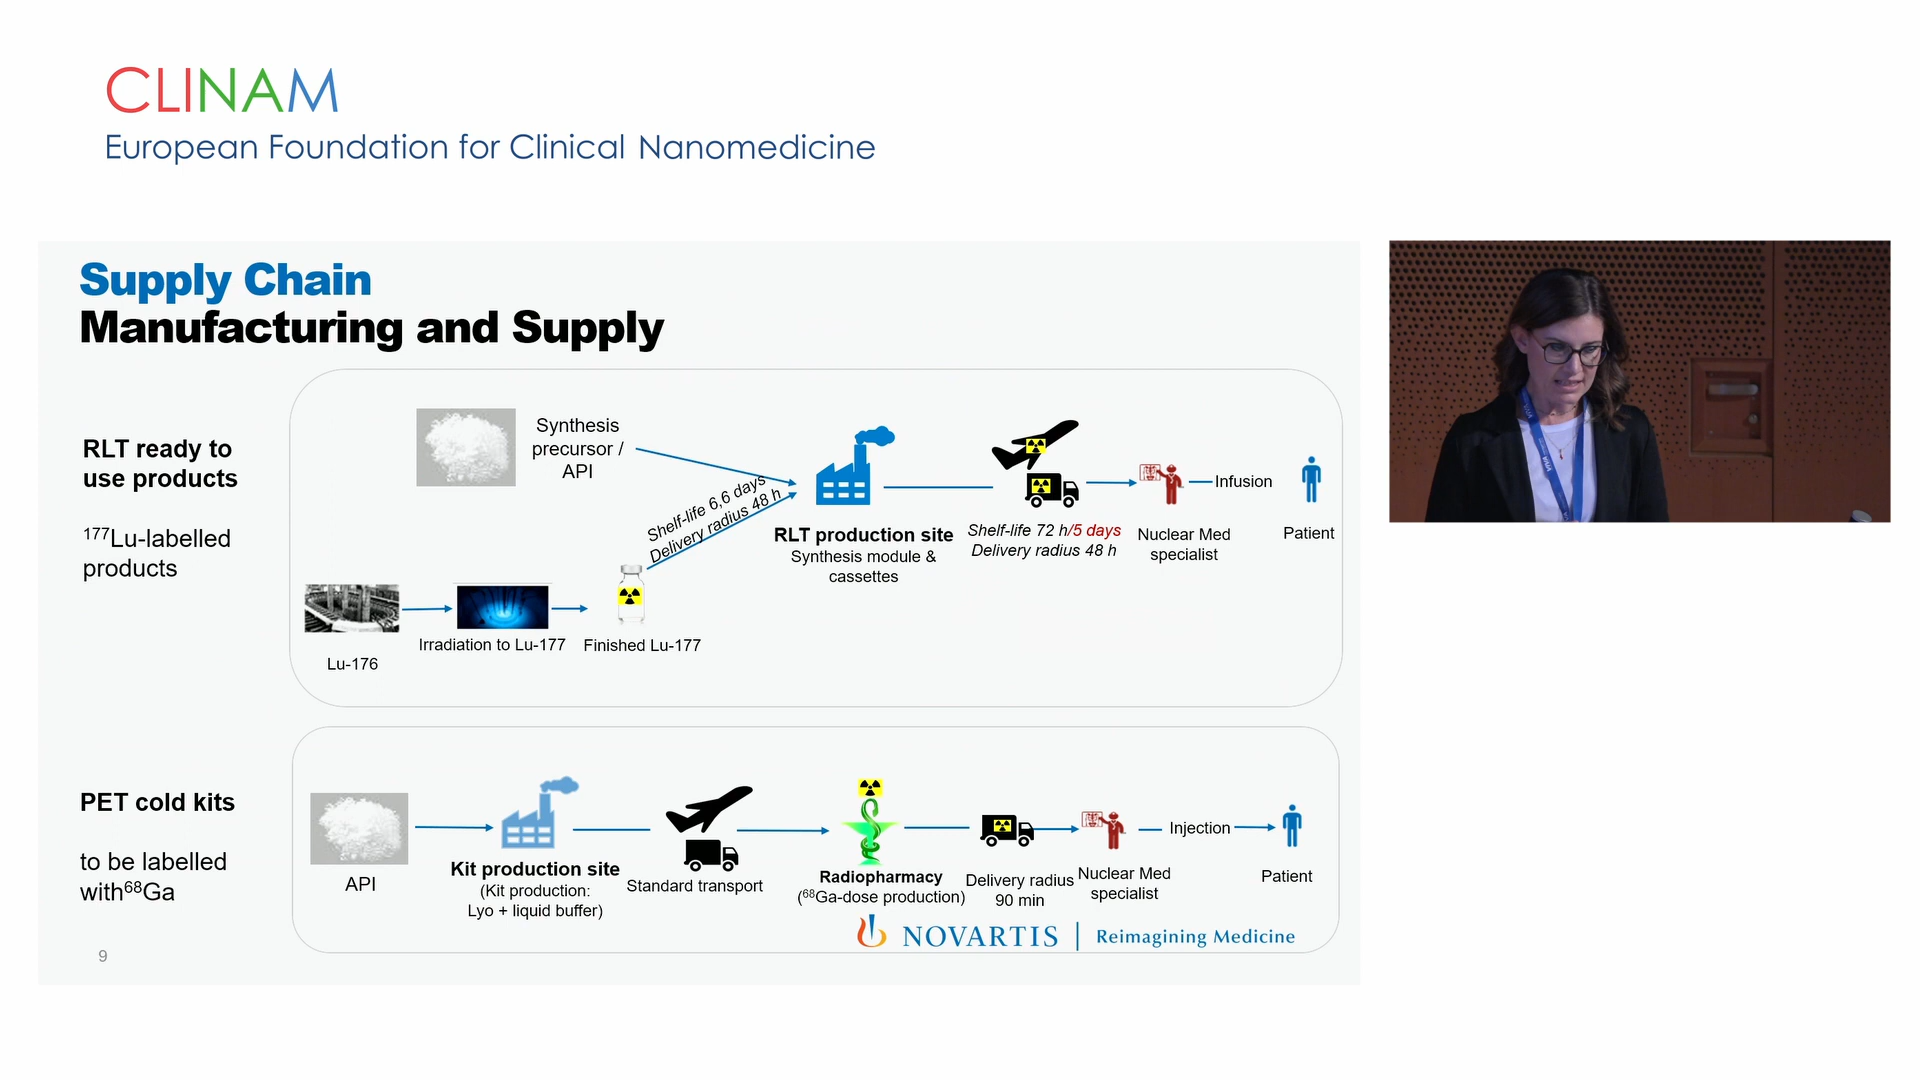 CLINAM
European Foundation for Clinical Nanomedicine
Supply Chain
Manufacturing and Supply
RLT ready to
use products
177Lu-labelled
products
Synthesis
precursor /
API
Shelf-life 6,6 days
Delivery radius 48 h
Lu-176
Irradiation to Lu-177
Finished Lu-177
RLT production site
Synthesis module &
cassettes
Shelf-life 72 h/5 days
Delivery radius 48 h
Nuclear Med
specialist
Infusion
Patient
PET cold kits
to be labelled
with68Ga
API
Kit production site
(Kit production:
Lyo + liquid buffer)
Standard transport
Radiopharmacy
(68Ga-dose production)
Delivery radius
90 min
Nuclear Med
specialist
Injection
Patient
NOVARTIS | Reimagining Medicine
9